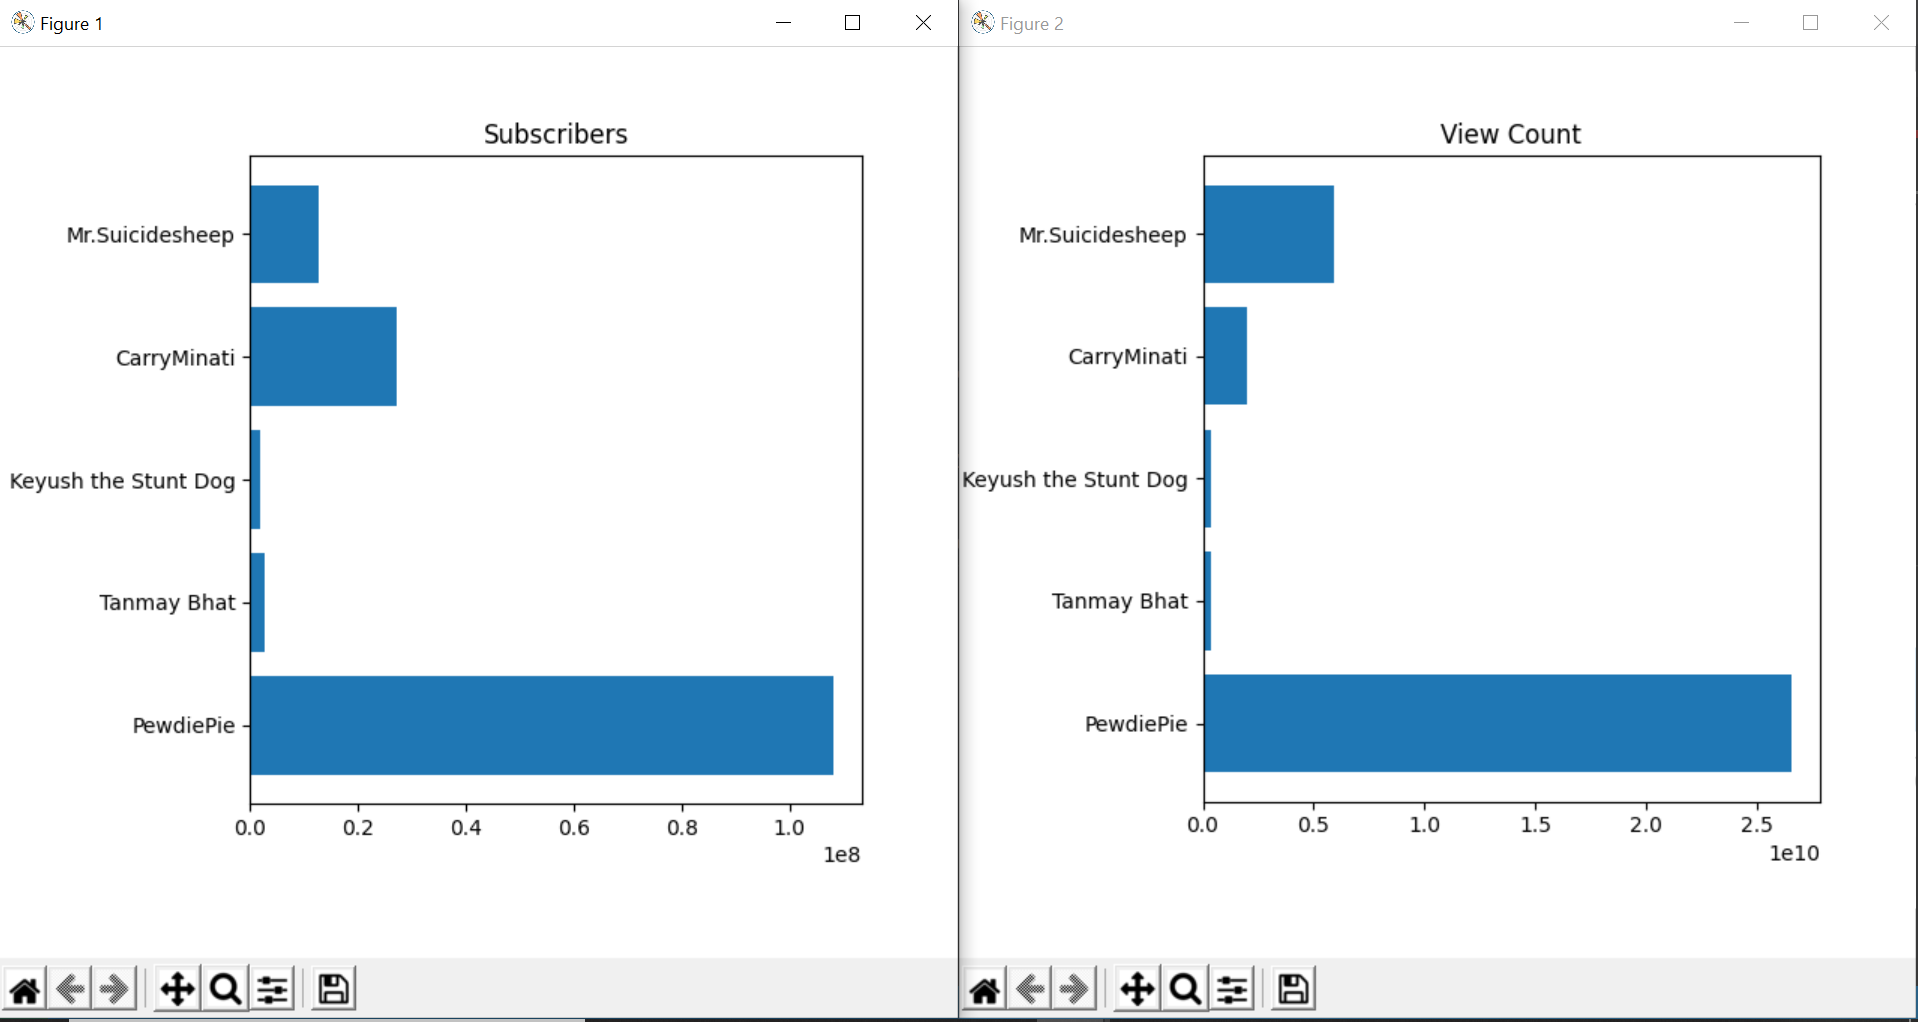 Figure 1
Subscribers
Mr.Suicidesheep
CarryMinati
Keyush the Stunt Dog
Tanmay Bhat
PewdiePie
0.0 0.2 0.4 0.6 0.8 1.0
1e8
Figure 2
View Count
Mr.Suicidesheep
CarryMinati
Keyush the Stunt Dog
Tanmay Bhat
PewdiePie
0.0 0.5 1.0 1.5 2.0 2.5
1e10